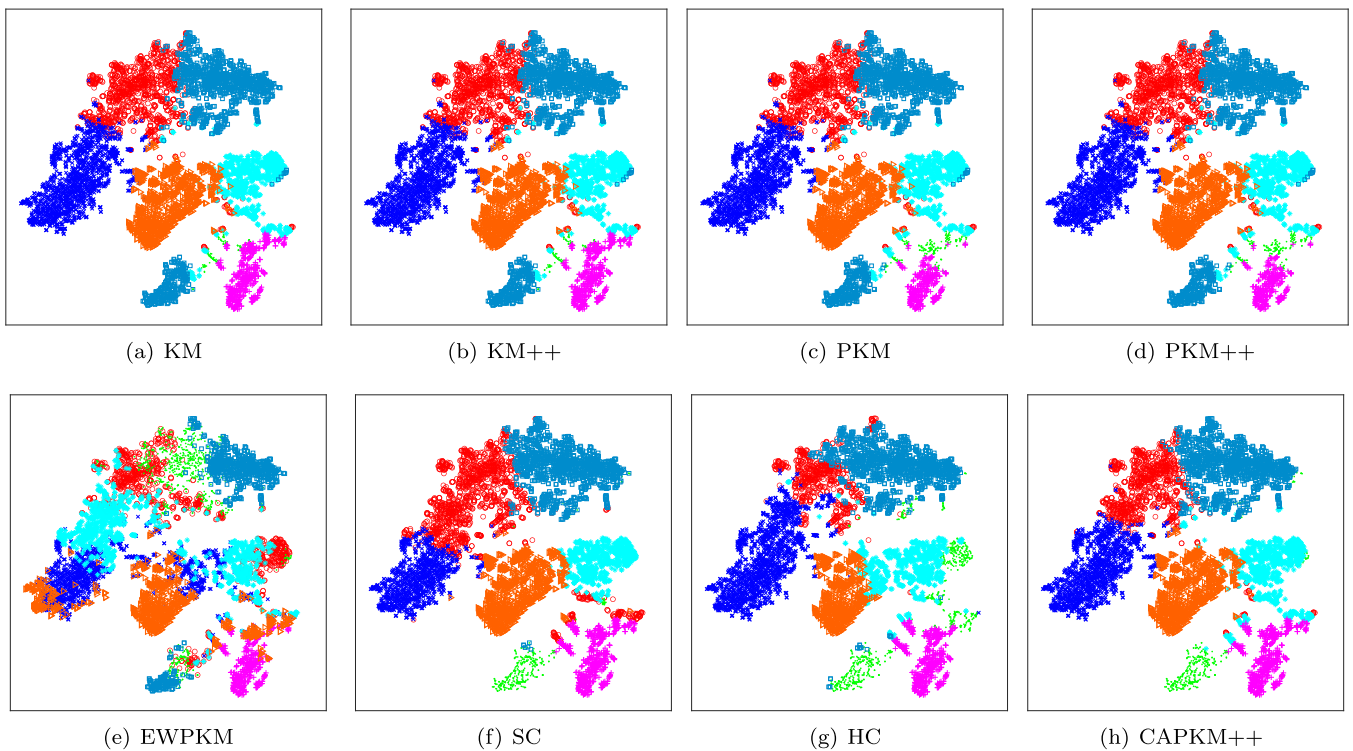 (a) KM
(b) KM++
(c) PKM
(d) PKM++
(e) EWPKM
(f) SC
(g) HC
(h) CAPKM++